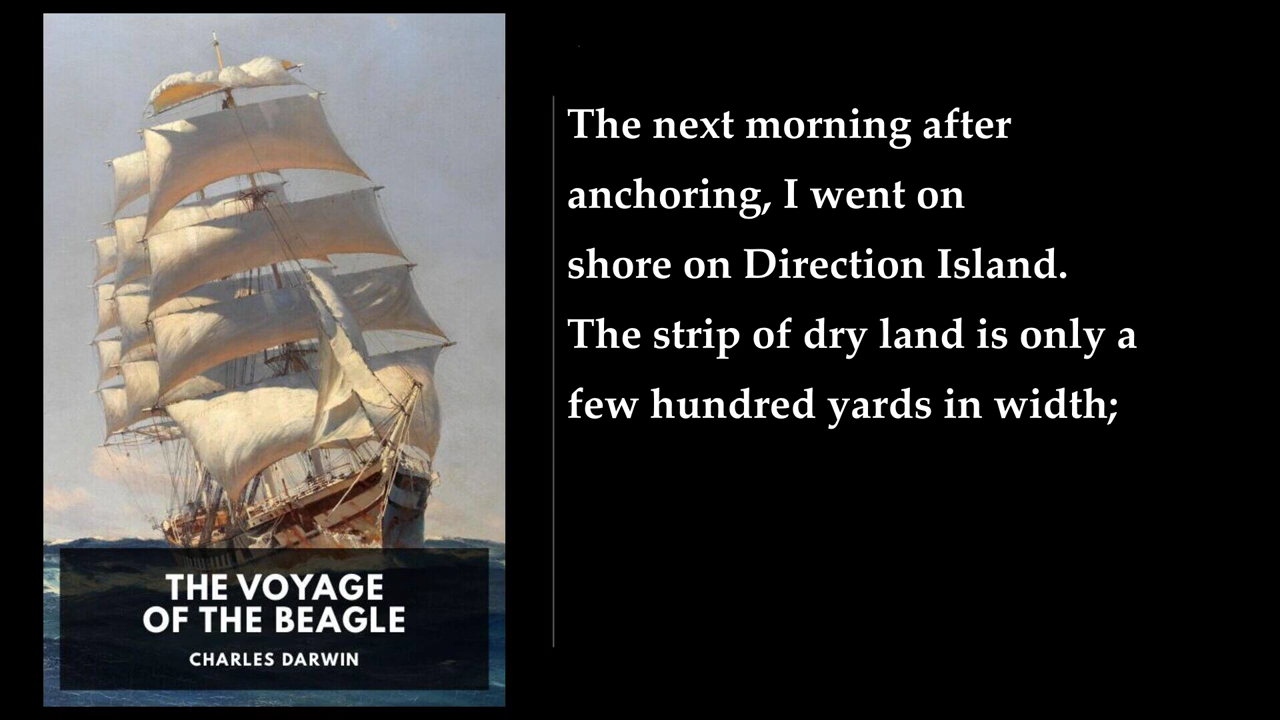 THE VOYAGE
OF THE BEAGLE
CHARLES DARWIN
The next morning after
anchoring, I went on
shore on Direction Island.
The strip of dry land is only a
few hundred yards in width;